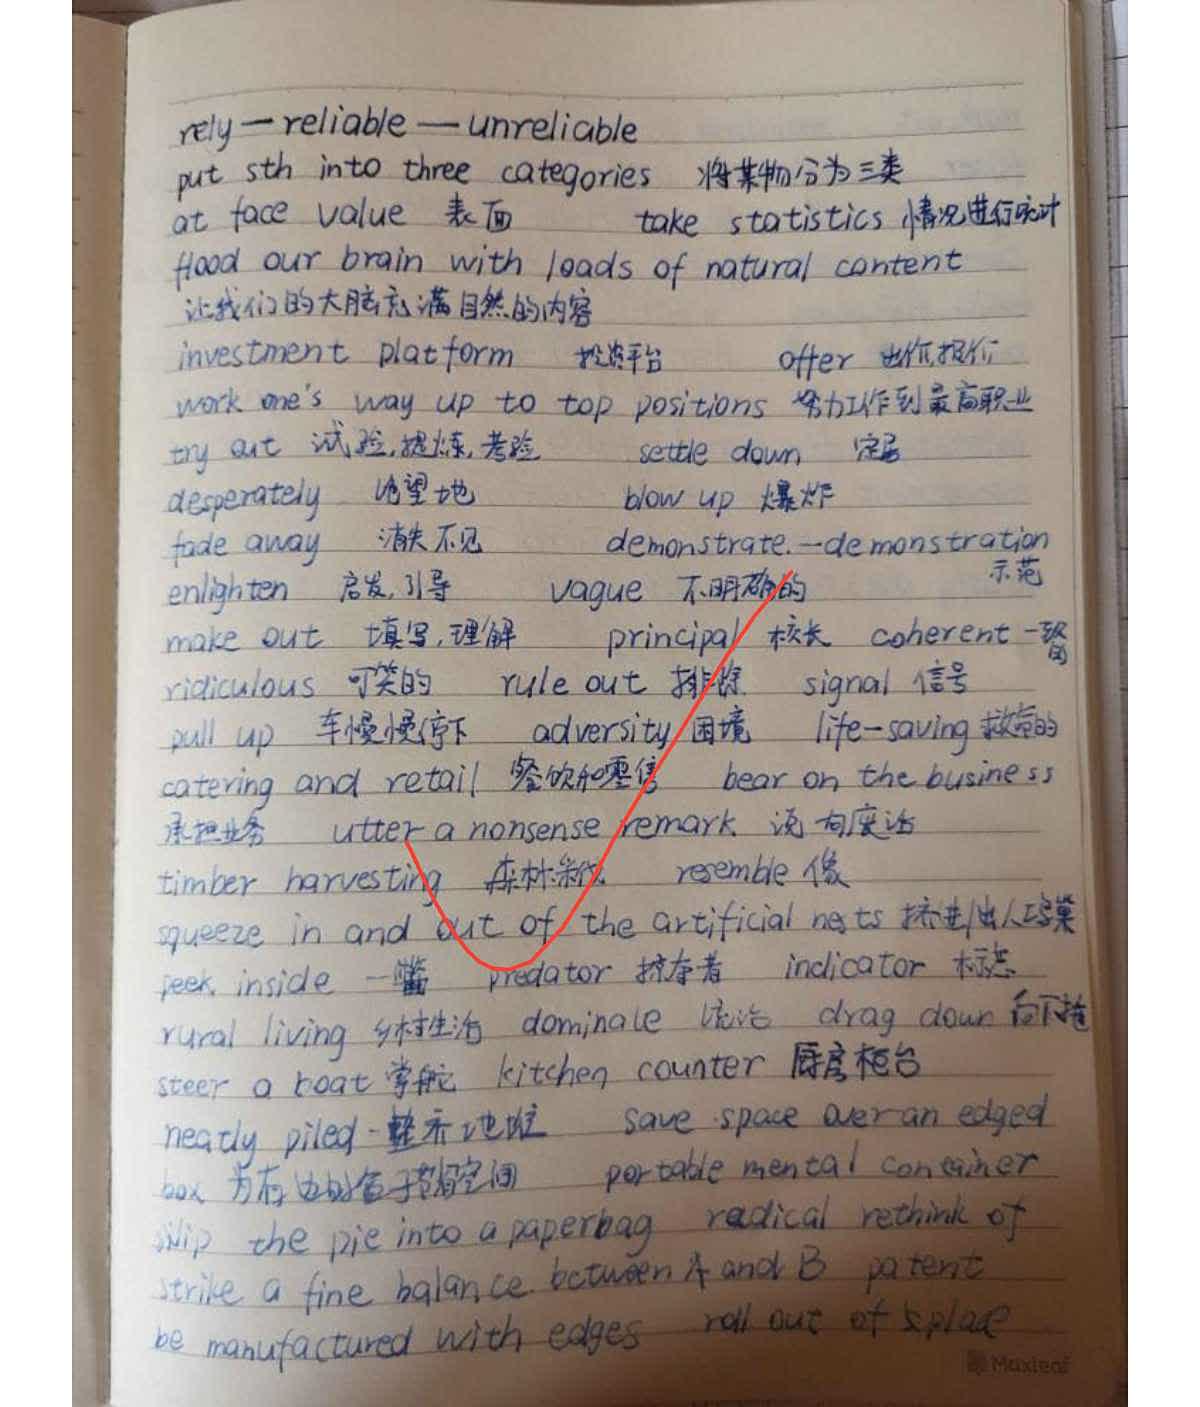 rely — reliable — unreliable
put sth into three categories 将某物分为三类
at face value 表面 take statistics 情况进行统计
flood our brain with loads of natural content
让我们的大脑充满自然的内容
investment platform 投资平台 offer 出价,报价
work one's way up to top positions 努力工作到最高职业
try out 试验,提炼,考验 settle down 定居
desperately 绝望地 blow up 爆炸
fade away 消失不见 demonstrate.—demonstration
示范
enlighten 启发,引导 vague 不明确的
make out 填写,理解 principal 校长 coherent 一致的
ridiculous 可笑的 rule out 排除 signal 信号
pull up 车慢慢停下 adversity 困境 life-saving 救命的
catering and retail 餐饮和零售 bear on the business
承担业务 utter a nonsense remark 说句废话
timber harvesting 森林采伐 resemble 像
squeeze in and out of the artificial nests 挤进/出人工鸟巢
peek inside 一瞥 predator 掠夺者 indicator 标志
rural living 乡村生活 dominate 统治 drag down 向下拖
steer a boat 掌舵 kitchen counter 厨房柜台
neatly piled - 整齐地堆 save space over an edged
box 为有边的盒子节省空间 portable mental container
the pie into a paperbag radical rethink of
strike a fine balance between A and B patent
be manufactured with edges roll out of place
Maxleaf